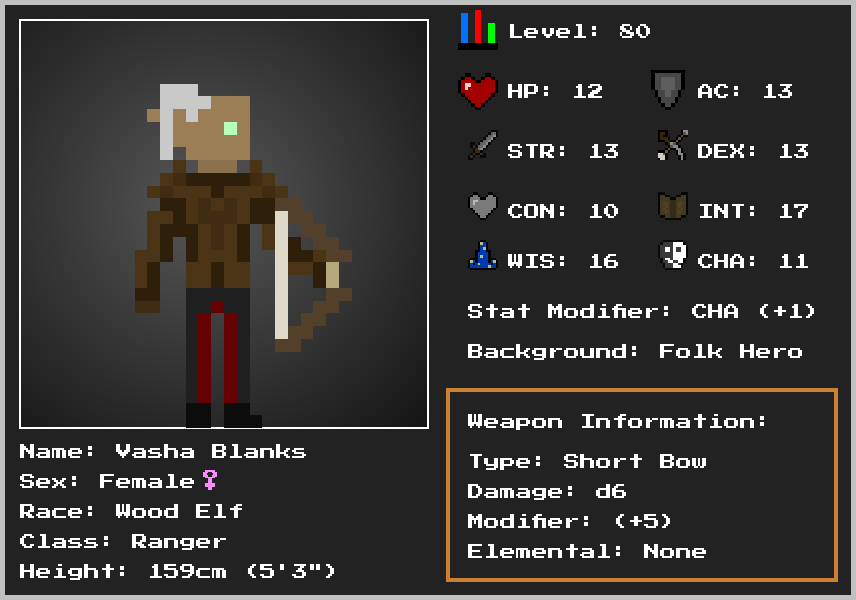 Level: 80
HP: 12 AC: 13
STR: 13 DEX: 13
CON: 10 INT: 17
WIS: 16 CHA: 11
Stat Modifier: CHA (+1)
Background: Folk Hero
Name: Vasha Blanks
Sex: Female♀
Race: Wood Elf
Class: Ranger
Height: 159cm (5'3")
Weapon Information:
Type: Short Bow
Damage: d6
Modifier: (+5)
Elemental: None